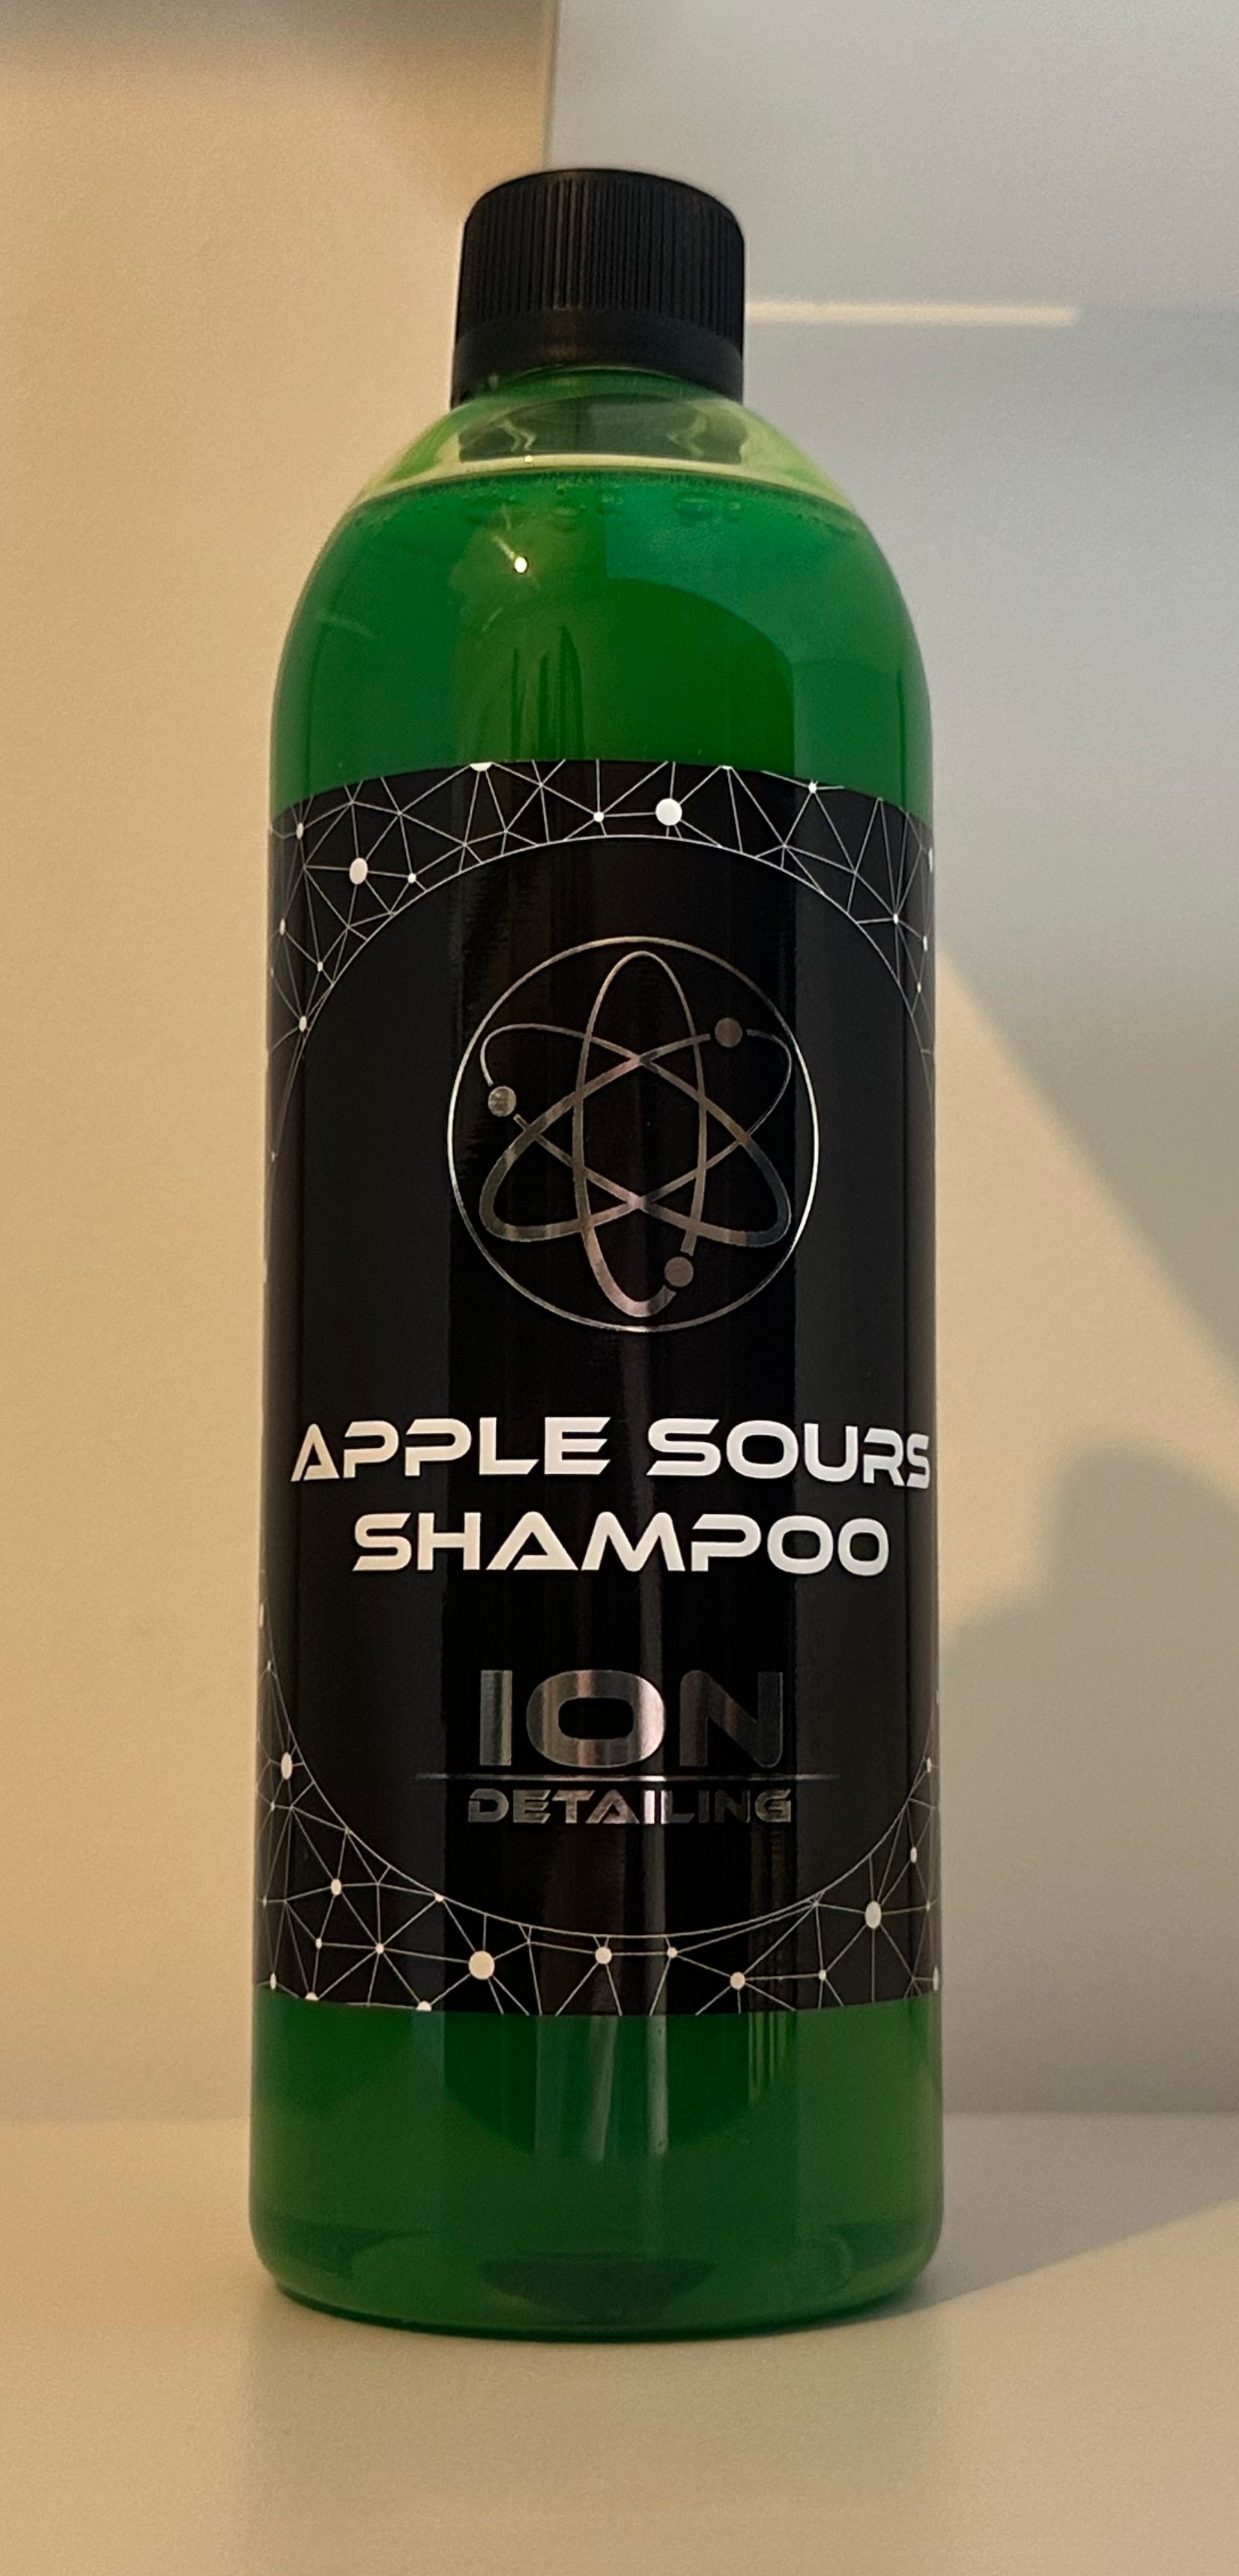 APPLE SOURS
SHAMPOO
ION
DETAILING